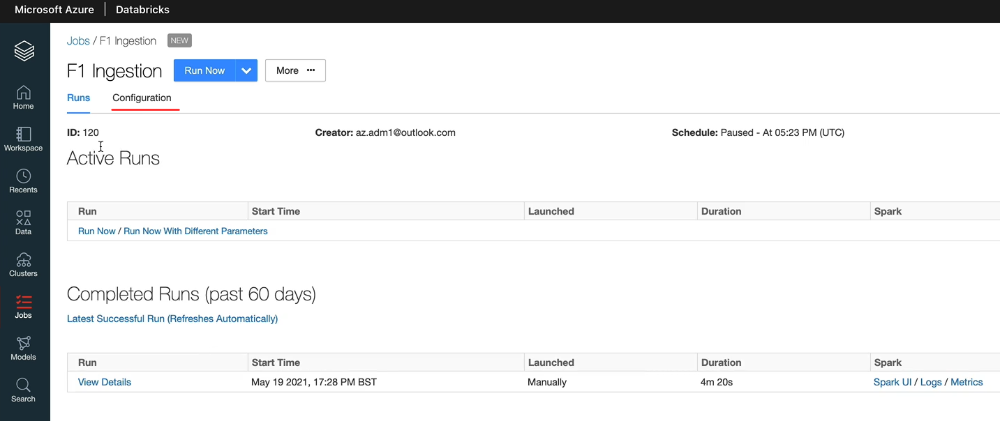 Microsoft Azure | Databricks
Jobs / F1 Ingestion NEW
F1 Ingestion Run Now More ···
Home
Runs Configuration
ID: 120 Creator: az.adm1@outlook.com Schedule: Paused - At 05:23 PM (UTC)
Workspace
Active Runs
Recents
Run Start Time Launched Duration Spark
Data
Run Now / Run Now With Different Parameters
Clusters
Completed Runs (past 60 days)
Jobs
Latest Successful Run (Refreshes Automatically)
Models
Run Start Time Launched Duration Spark
View Details May 19 2021, 17:28 PM BST Manually 4m 20s Spark UI / Logs / Metrics
Search